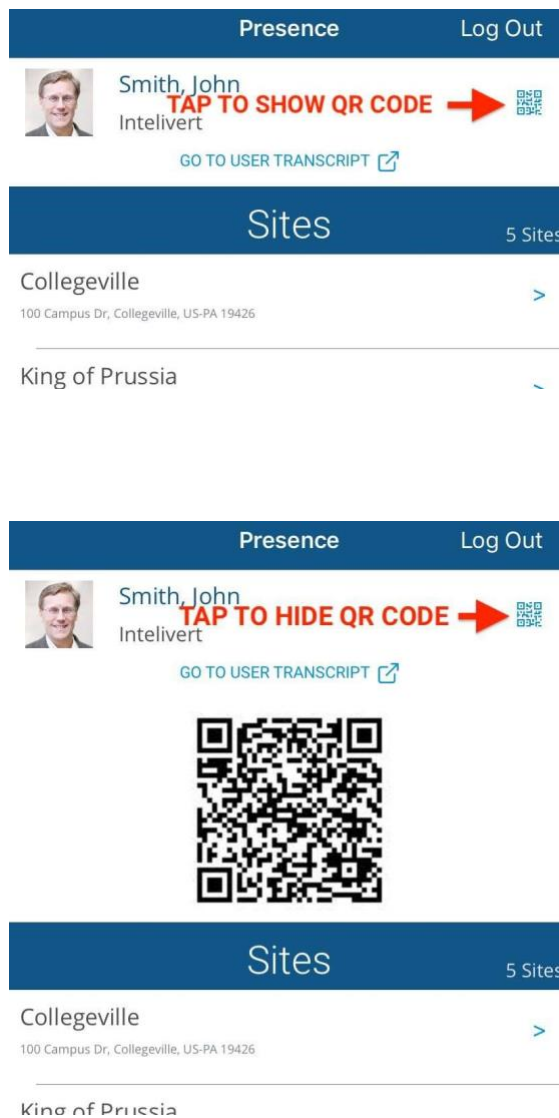 Presence Log Out
Smith, John
TAP TO SHOW QR CODE
Intelivert
GO TO USER TRANSCRIPT
Sites 5 Sites
Collegeville >
100 Campus Dr, Collegeville, US-PA 19426
King of Prussia >
Presence Log Out
Smith, John
TAP TO HIDE QR CODE
Intelivert
GO TO USER TRANSCRIPT
Sites 5 Sites
Collegeville >
100 Campus Dr, Collegeville, US-PA 19426
King of Prussia